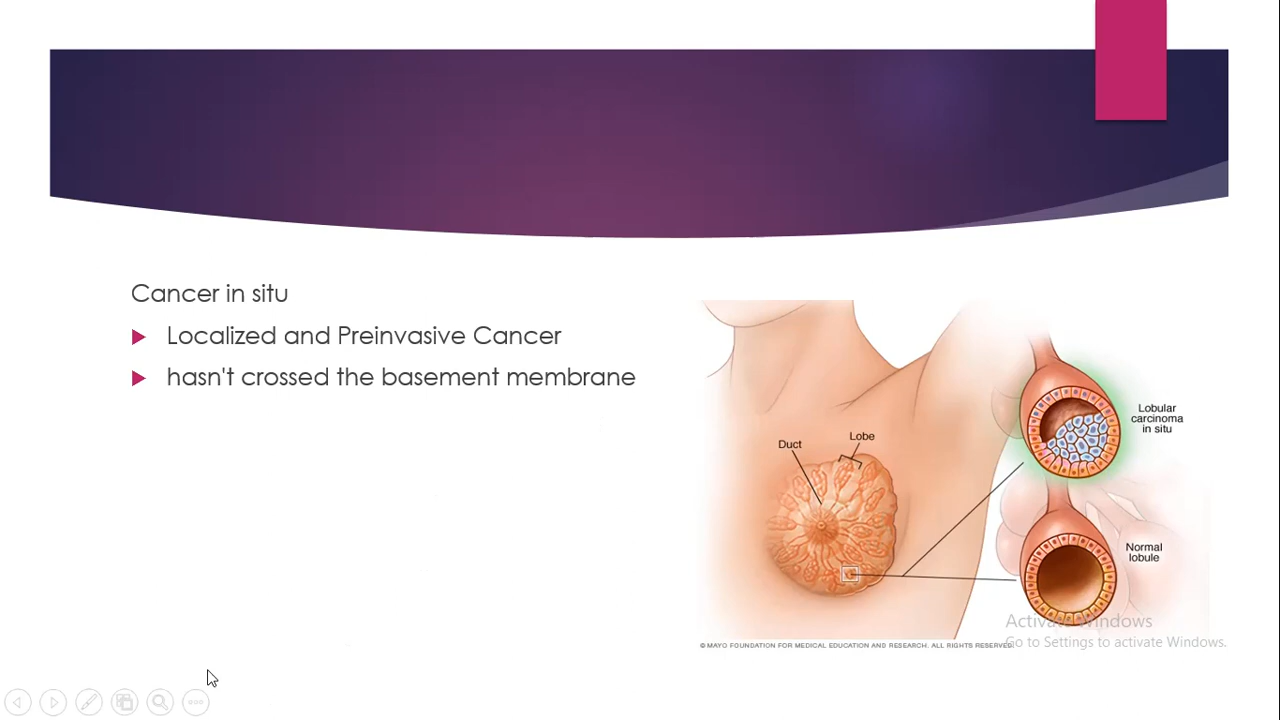 Cancer in situ
Localized and Preinvasive Cancer
hasn't crossed the basement membrane
Duct
Lobe
Lobular
carcinoma
in situ
Normal
lobule
Activate Windows
Go to Settings to activate Windows.
© MAYO FOUNDATION FOR MEDICAL EDUCATION AND RESEARCH. ALL RIGHTS RESERVED.